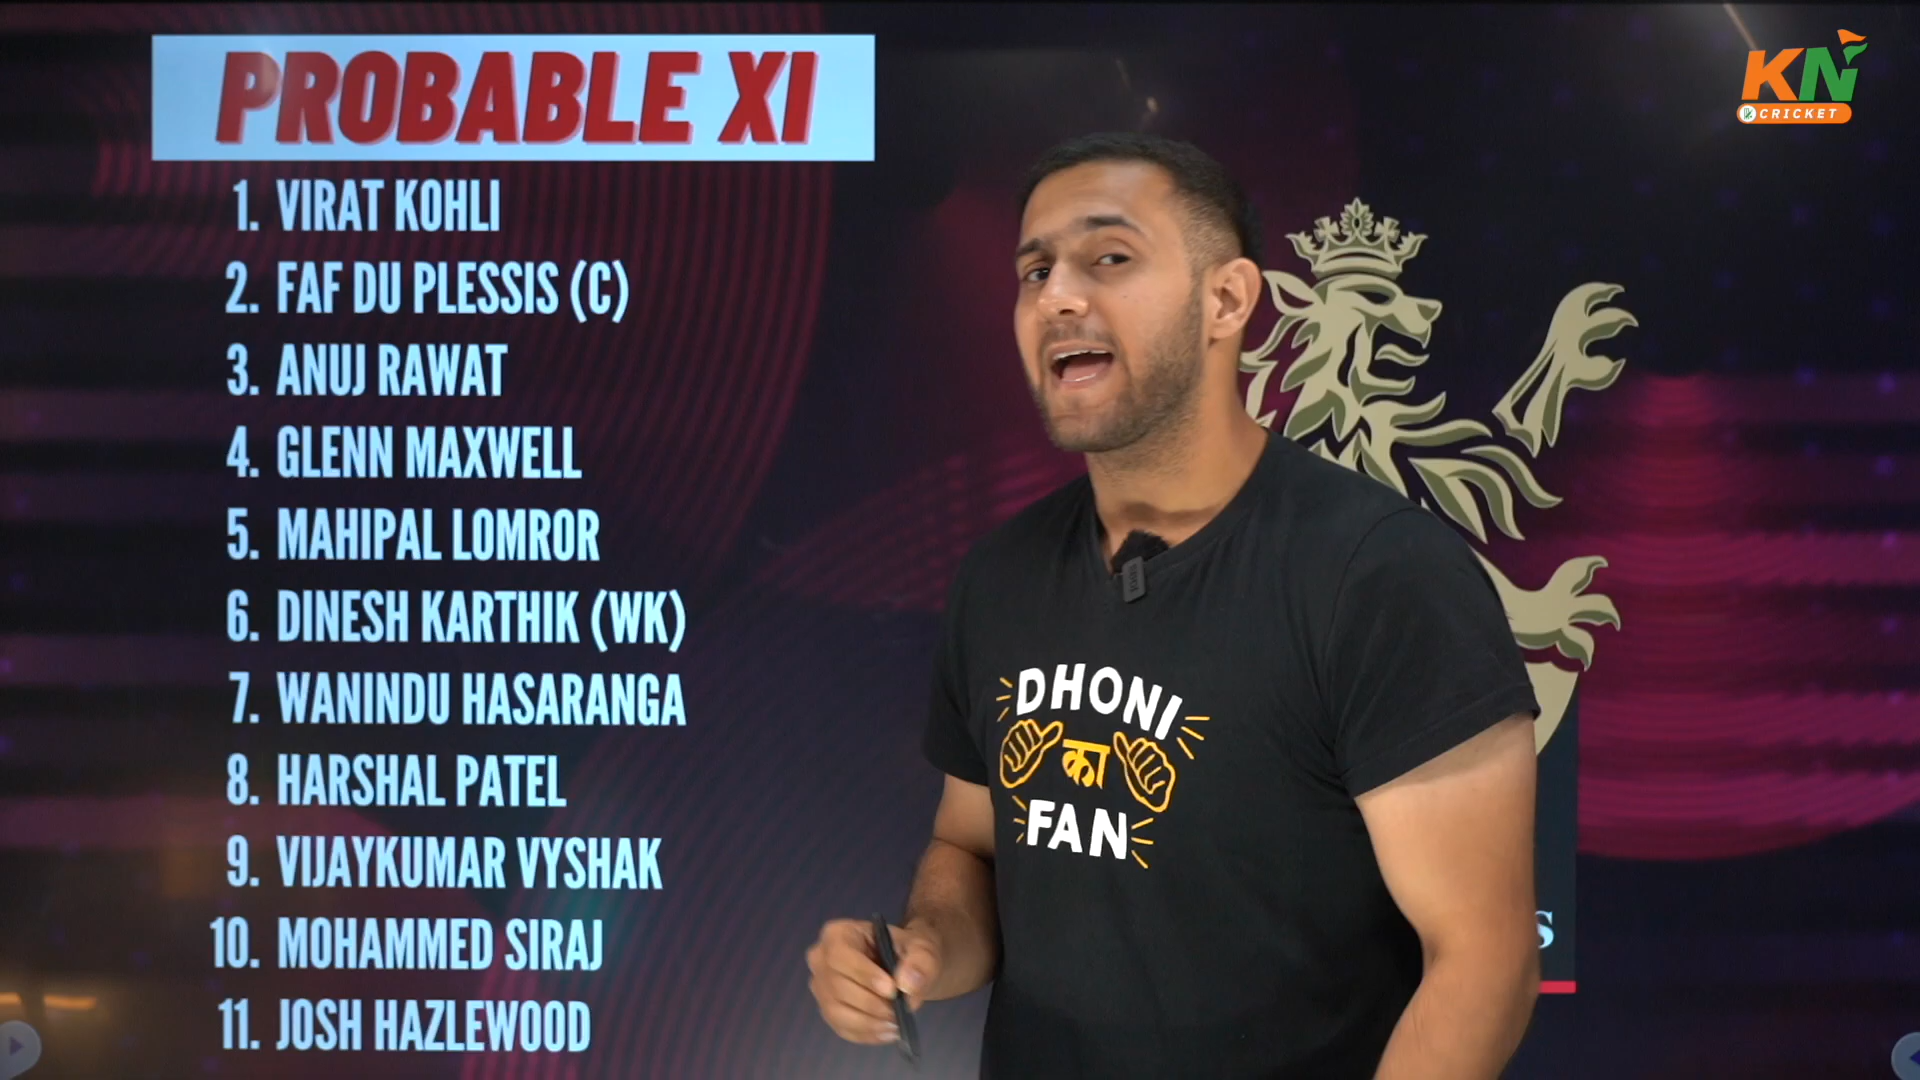 PROBABLE XI
1. VIRAT KOHLI
2. FAF DU PLESSIS (C)
3. ANUJ RAWAT
4. GLENN MAXWELL
5. MAHIPAL LOMROR
6. DINESH KARTHIK (WK)
7. WANINDU HASARANGA
8. HARSHAL PATEL
9. VIJAYKUMAR VYSHAK
10. MOHAMMED SIRAJ
11. JOSH HAZLEWOOD
KN
CRICKET
DHONI
का
FAN
S